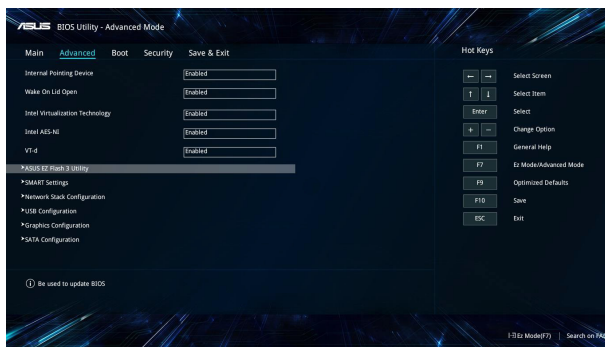 ASUS BIOS Utility - Advanced Mode
Main Advanced Boot Security Save & Exit
Internal Pointing Device Enabled
Wake On Lid Open Enabled
Intel Virtualization Technology Enabled
Intel AES-NI Enabled
VT-d Enabled
ASUS EZ Flash 3 Utility
SMART Settings
Network Stack Configuration
USB Configuration
Graphics Configuration
SATA Configuration
Be used to update BIOS
Hot Keys
← → Select Screen
↑ ↓ Select Item
Enter Select
+ - Change Option
F1 General Help
F7 Ez Mode/Advanced Mode
F9 Optimized Defaults
F10 Save
ESC Exit
Ez Mode(F7) | Search on FAQ